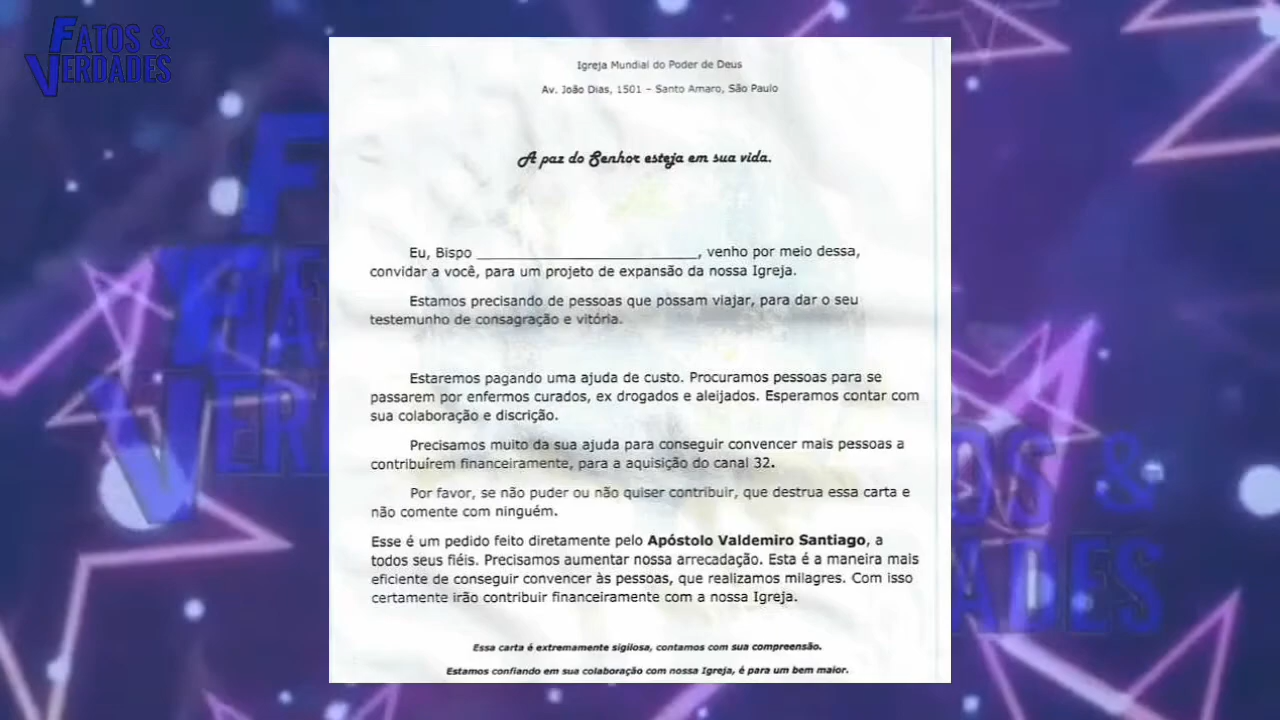 FATOS &
VERDADES
Igreja Mundial do Poder de Deus
Av. João Dias, 1501 – Santo Amaro, São Paulo
A paz do Senhor esteja em sua vida.
Eu, Bispo ____________________________, venho por meio dessa,
convidar a você, para um projeto de expansão da nossa Igreja.
Estamos precisando de pessoas que possam viajar, para dar o seu
testemunho de consagração e vitória.
Estaremos pagando uma ajuda de custo. Procuramos pessoas para se
passarem por enfermos curados, ex drogados e aleijados. Esperamos contar com
sua colaboração e discrição.
Precisamos muito da sua ajuda para conseguir convencer mais pessoas a
contribuírem financeiramente, para a aquisição do canal 32.
Por favor, se não puder ou não quiser contribuir, que destrua essa carta e
não comente com ninguém.
Esse é um pedido feito diretamente pelo Apóstolo Valdemiro Santiago, a
todos seus fiéis. Precisamos aumentar nossa arrecadação. Esta é a maneira mais
eficiente de conseguir convencer às pessoas, que realizamos milagres. Com isso
certamente irão contribuir financeiramente com a nossa Igreja.
Essa carta é extremamente sigilosa, contamos com sua compreensão.
Estamos confiando em sua colaboração com nossa Igreja, é para um bem maior.